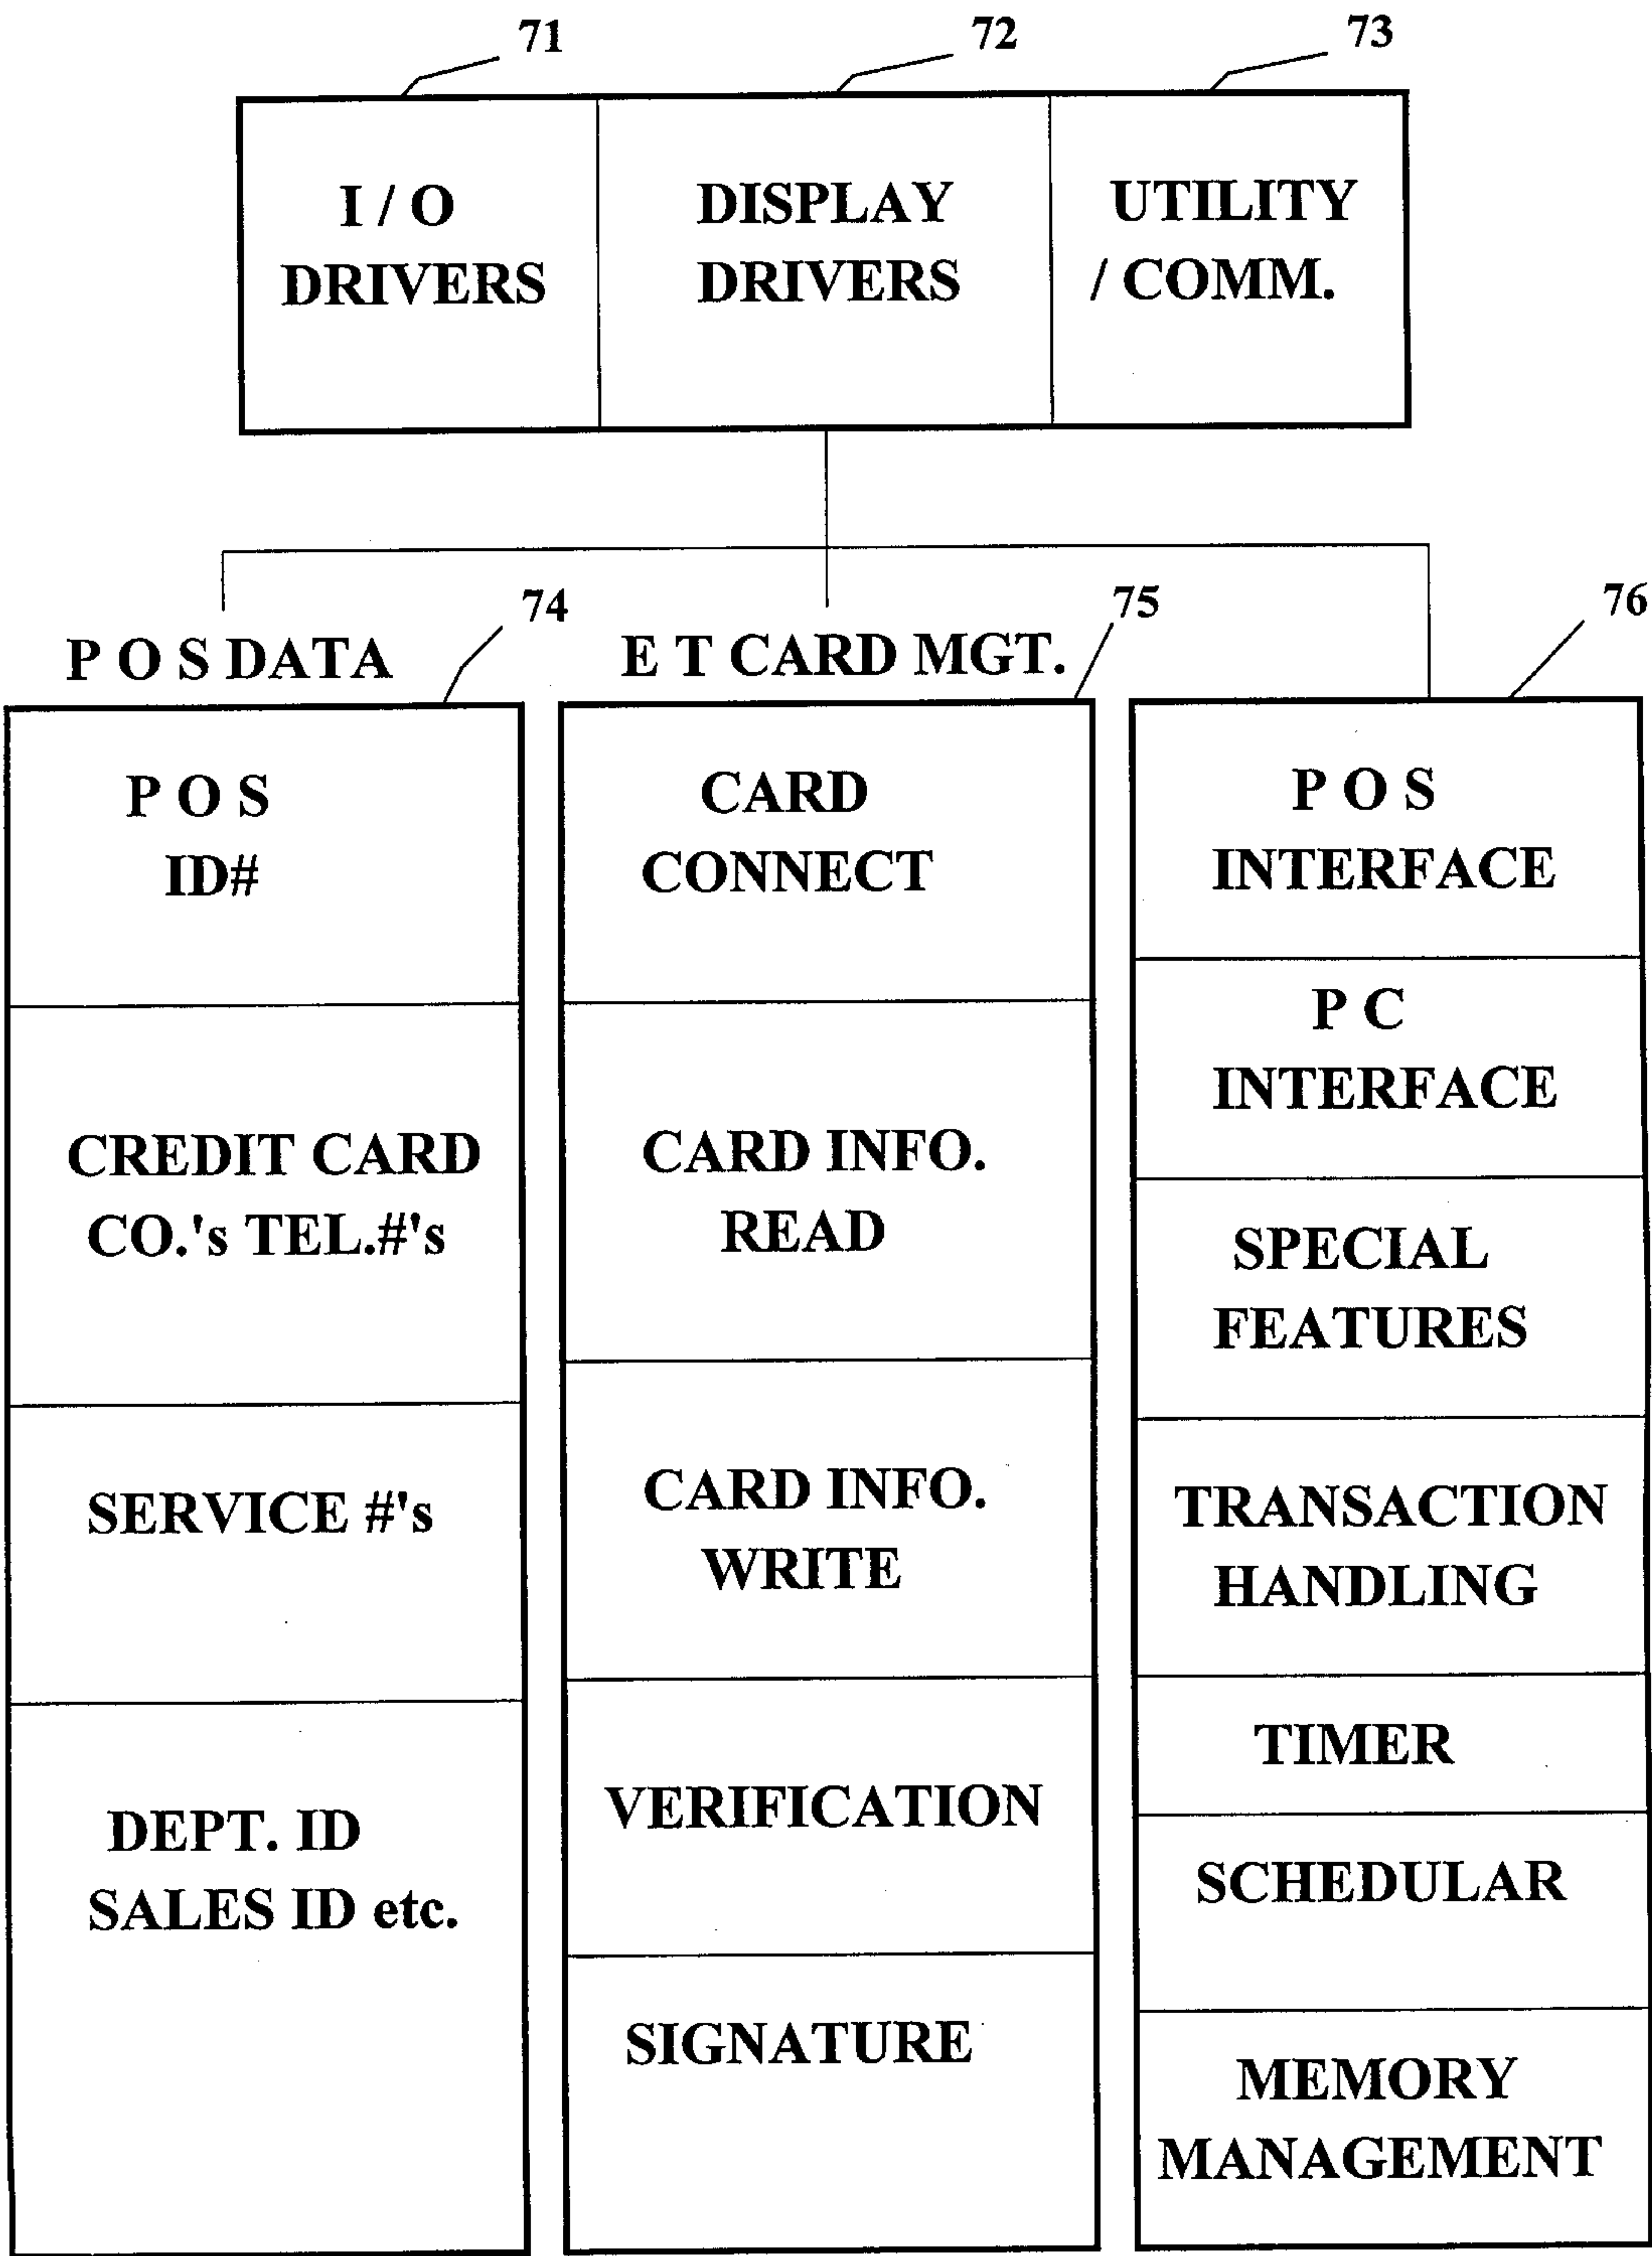 71
72
73
I / O
DRIVERS
DISPLAY
DRIVERS
UTILITY
/ COMM.
74
75
76
P O S DATA
E T CARD MGT.
P O S
ID#
CREDIT CARD
CO.'s TEL.#'s
SERVICE #'s
DEPT. ID
SALES ID etc.
CARD
CONNECT
CARD INFO.
READ
CARD INFO.
WRITE
VERIFICATION
SIGNATURE
P O S
INTERFACE
P C
INTERFACE
SPECIAL
FEATURES
TRANSACTION
HANDLING
TIMER
SCHEDULAR
MEMORY
MANAGEMENT